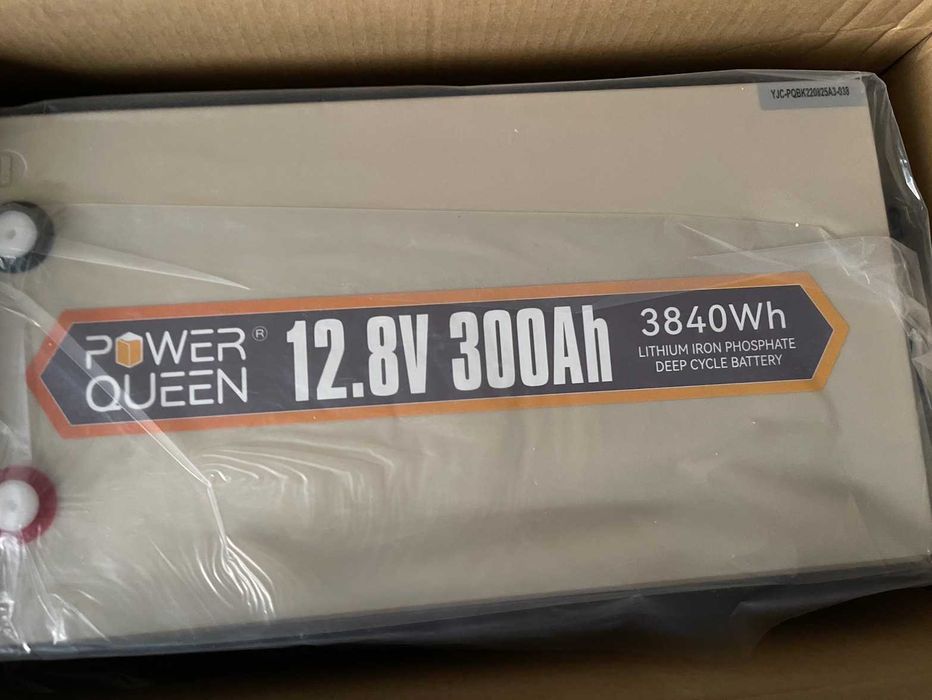 YJC-PQBK220825A3-038
POWER
QUEEN ®
12.8V 300Ah
3840Wh
LITHIUM IRON PHOSPHATE
DEEP CYCLE BATTERY